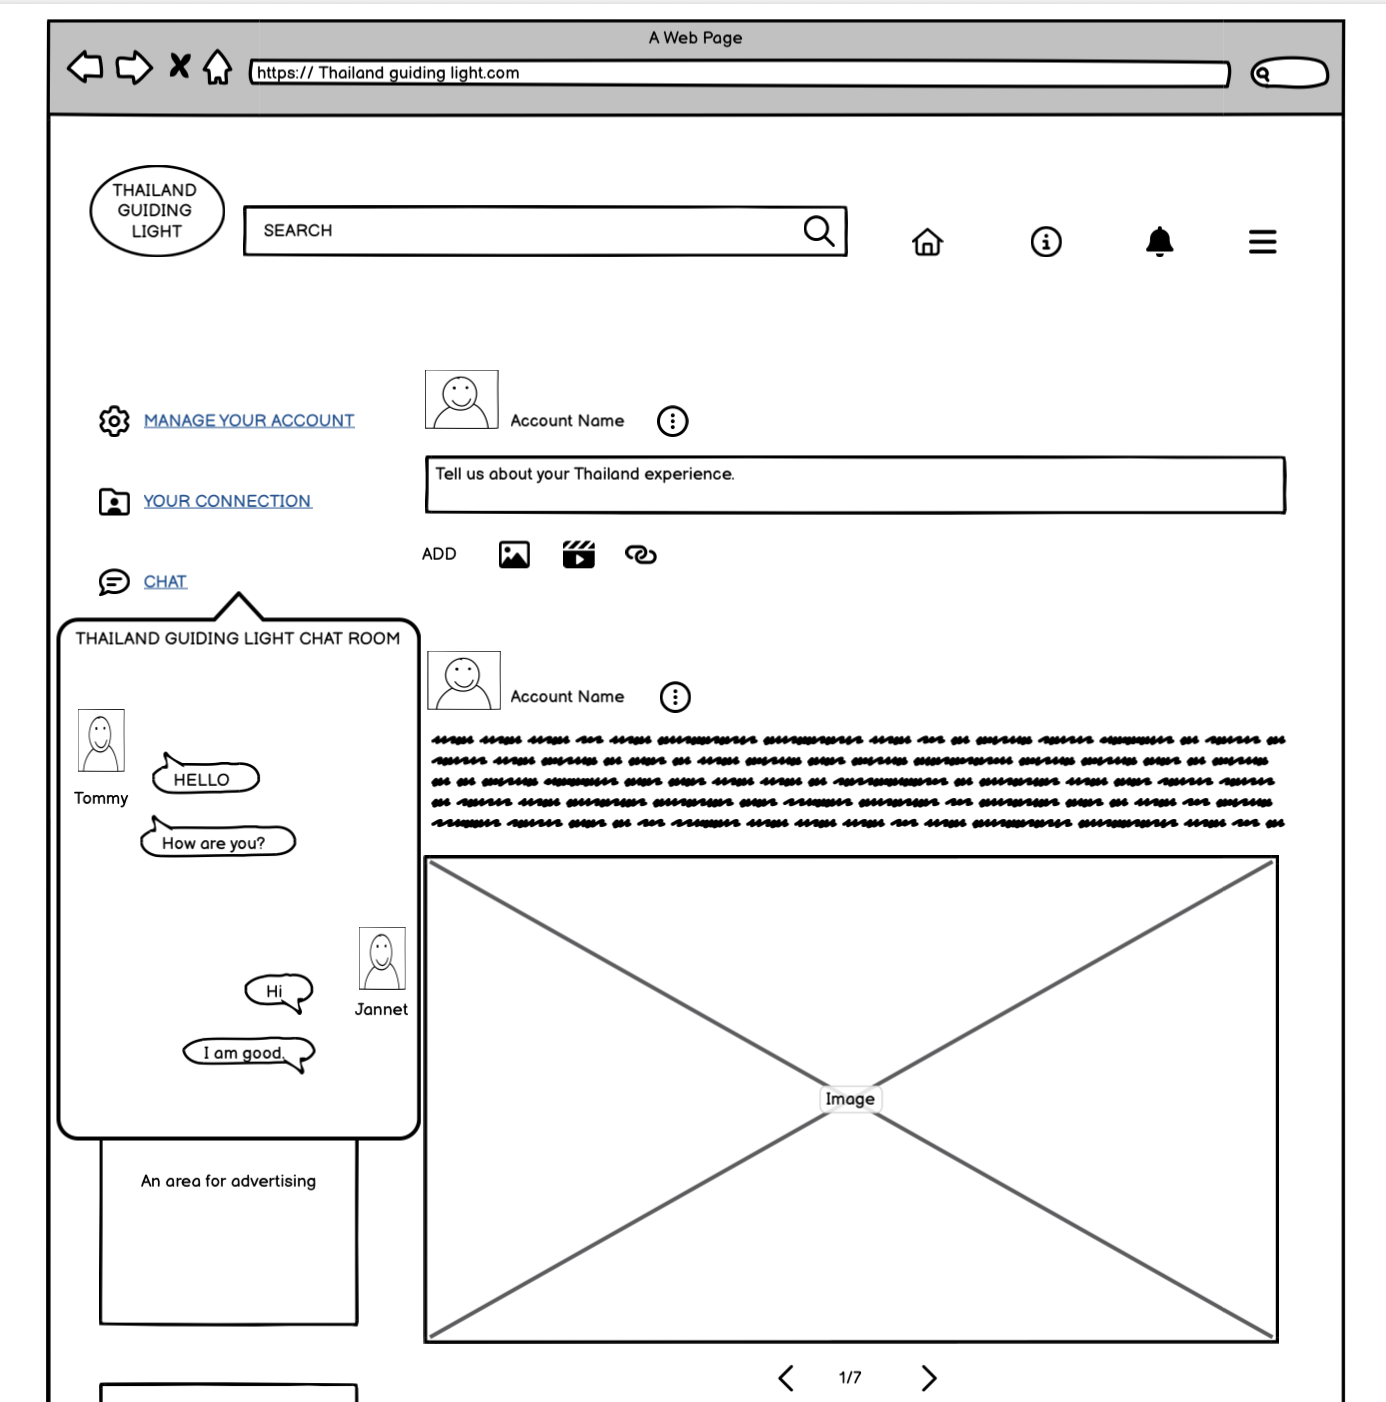 A Web Page
https:// Thailand guiding light.com
THAILAND
GUIDING
LIGHT
SEARCH
MANAGE YOUR ACCOUNT
YOUR CONNECTION
CHAT
Account Name
Tell us about your Thailand experience.
ADD
THAILAND GUIDING LIGHT CHAT ROOM
Tommy
HELLO
How are you?
Jannet
Hi
I am good.
An area for advertising
Account Name
Image
1/7